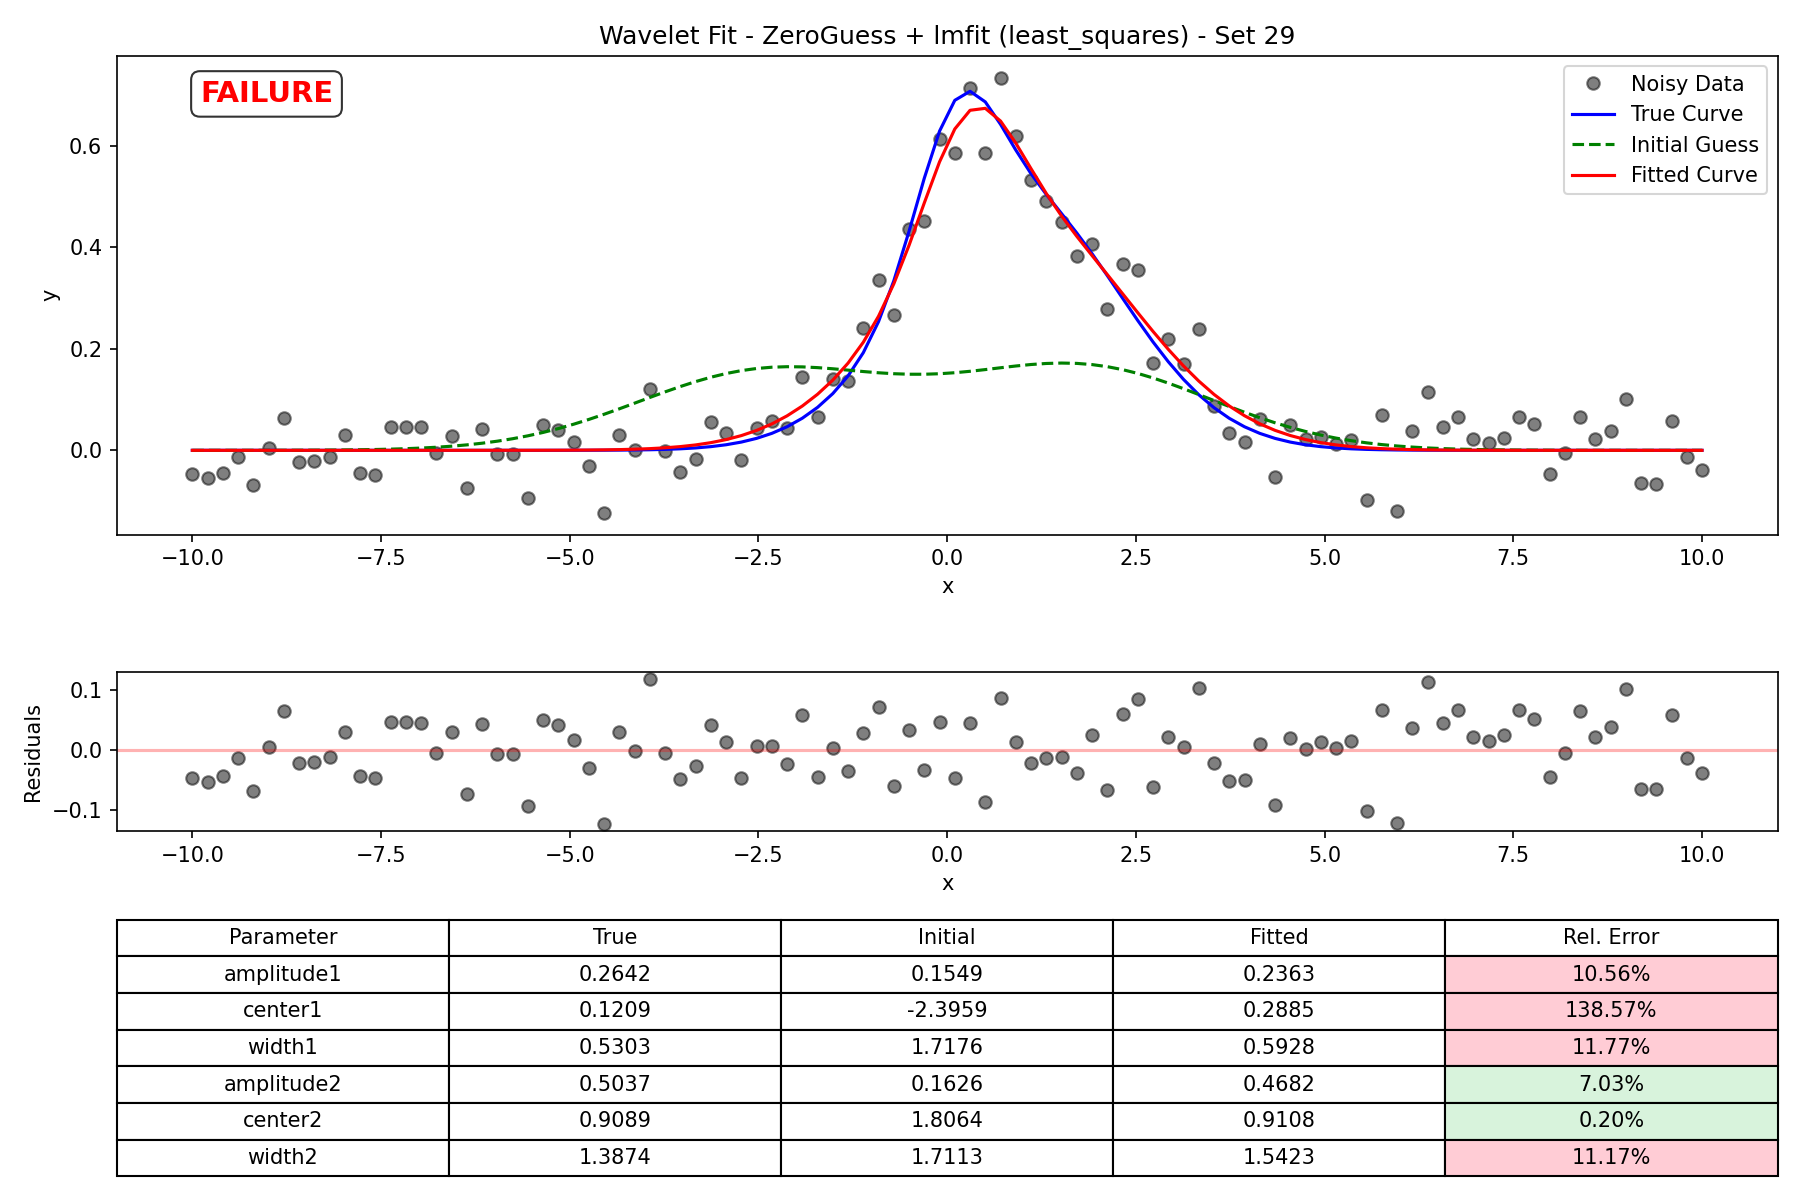 Wavelet Fit - ZeroGuess + lmfit (least_squares) - Set 29
FAILURE
Noisy Data
True Curve
Initial Guess
Fitted Curve
0.6
0.4
0.2
0.0
y
−10.0 −7.5 −5.0 −2.5 0.0 2.5 5.0 7.5 10.0
x
0.1
0.0
−0.1
Residuals
−10.0 −7.5 −5.0 −2.5 0.0 2.5 5.0 7.5 10.0
x
Parameter True Initial Fitted Rel. Error
amplitude1 0.2642 0.1549 0.2363 10.56%
center1 0.1209 -2.3959 0.2885 138.57%
width1 0.5303 1.7176 0.5928 11.77%
amplitude2 0.5037 0.1626 0.4682 7.03%
center2 0.9089 1.8064 0.9108 0.20%
width2 1.3874 1.7113 1.5423 11.17%